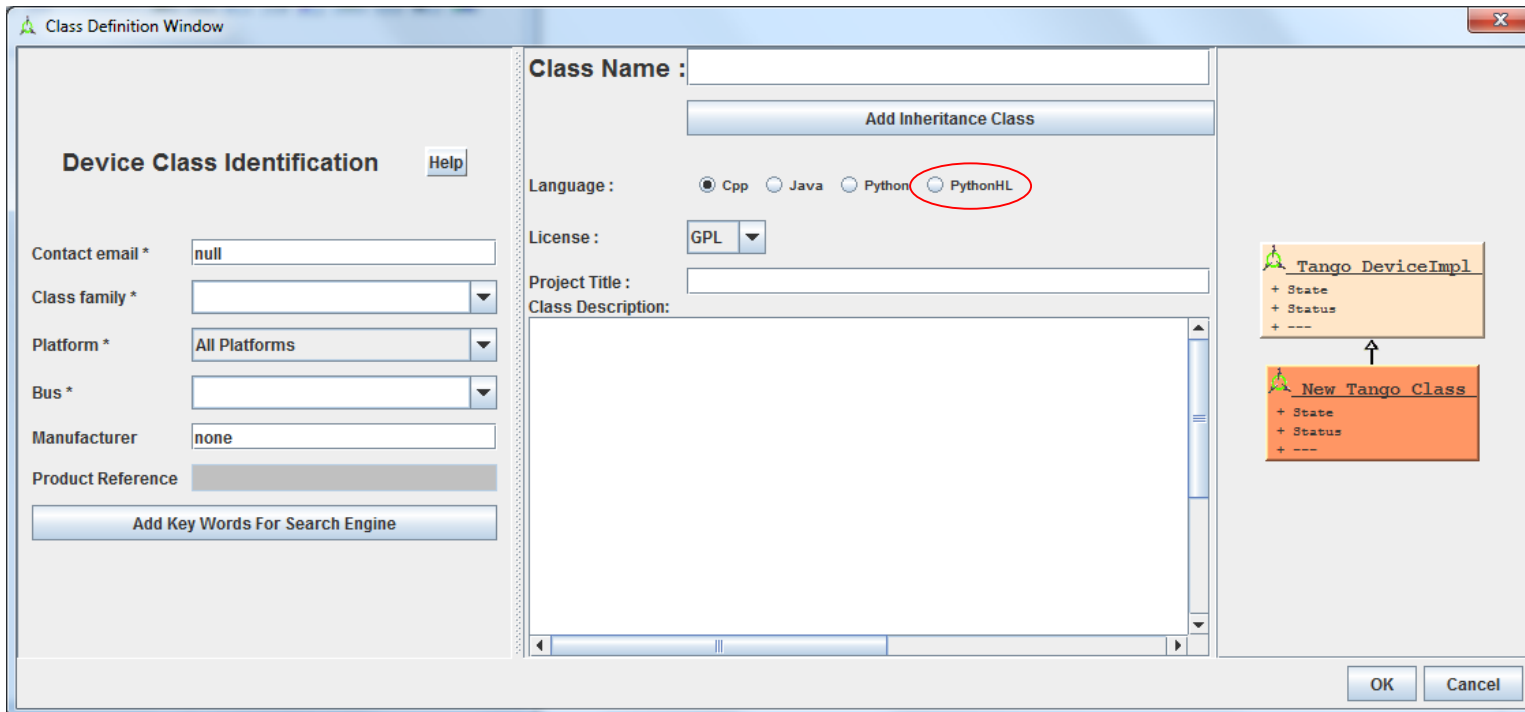 Class Definition Window
Device Class Identification
Help
Contact email *
null
Class family *
Platform *
All Platforms
Bus *
Manufacturer
none
Product Reference
Add Key Words For Search Engine
Class Name :
Add Inheritance Class
Language :
Cpp
Java
Python
PythonHL
License :
GPL
Project Title :
Class Description:
Tango DeviceImpl
+ State
+ Status
+ ---
New Tango Class
+ State
+ Status
+ ---
OK
Cancel